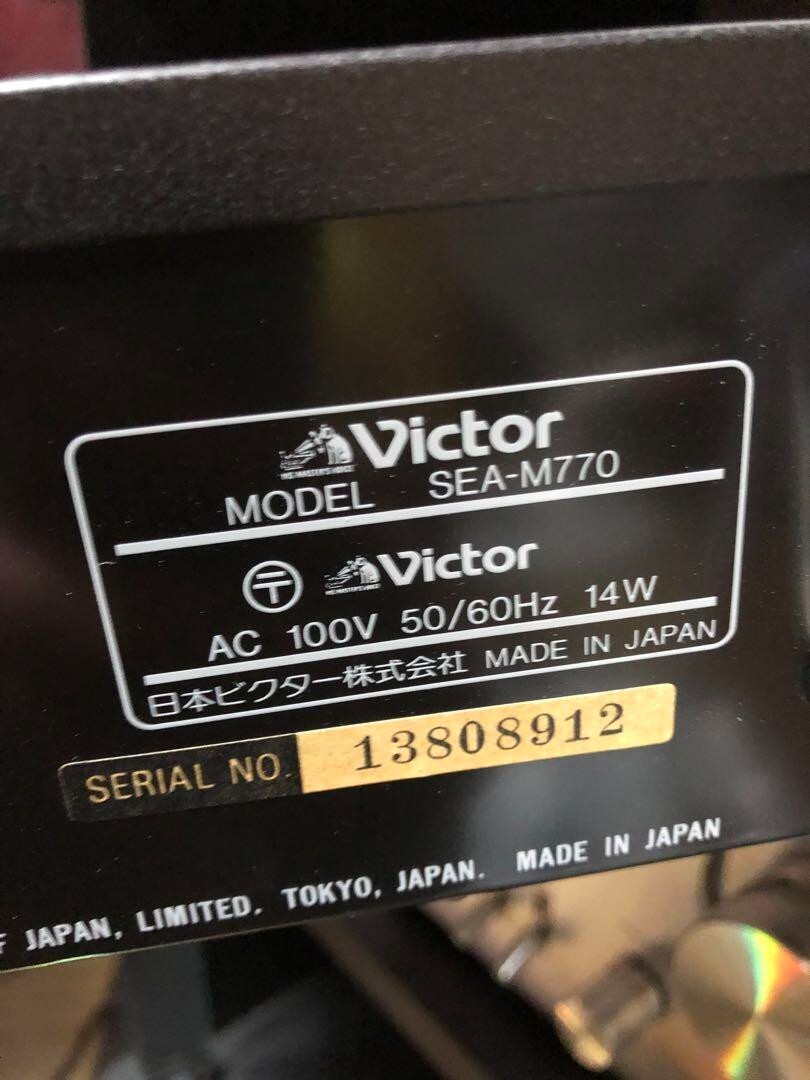 Victor
HIS MASTER'S VOICE
MODEL SEA-M770
〒 Victor
HIS MASTER'S VOICE
AC 100V 50/60Hz 14W
日本ビクター株式会社 MADE IN JAPAN
SERIAL NO. 13808912
JAPAN, LIMITED. TOKYO, JAPAN. MADE IN JAPAN